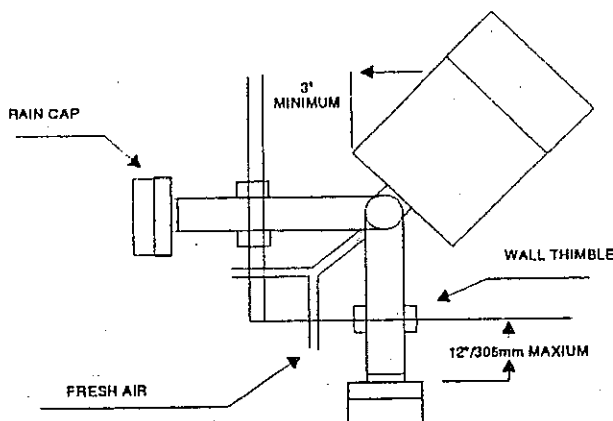 3"
MINIMUM
RAIN CAP
WALL THIMBLE
12"/305mm MAXIUM
FRESH AIR